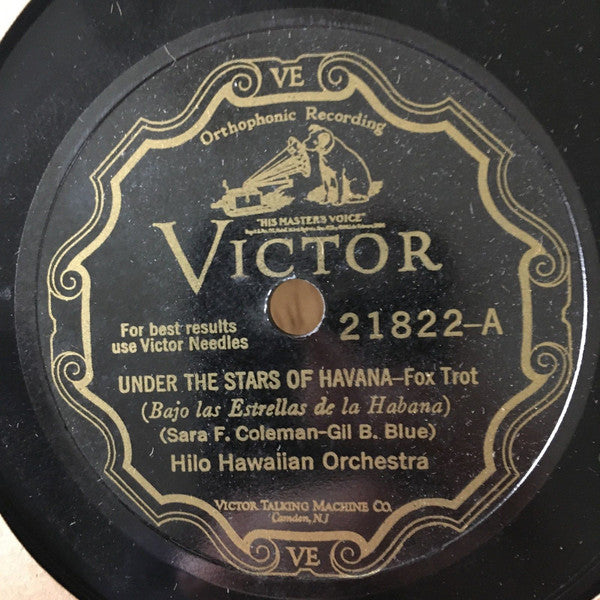 VE
Orthophonic Recording
"HIS MASTER'S VOICE"
VICTOR
For best results
use Victor Needles
21822-A
UNDER THE STARS OF HAVANA-Fox Trot
(Bajo las Estrellas de la Habana)
(Sara F. Coleman-Gil B. Blue)
Hilo Hawaiian Orchestra
VICTOR TALKING MACHINE CO.
Camden, N.J
VE